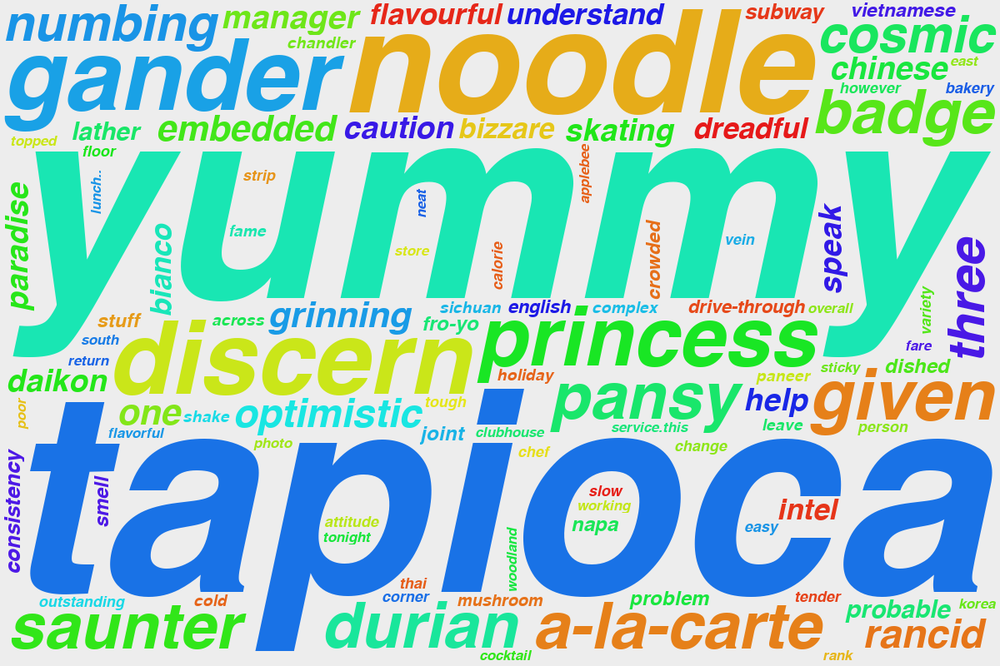 numbing
manager
flavourful
understand
subway
vietnamese
chandler
cosmic
gander
noodle
chinese
east
however
bakery
badge
topped
lather
floor
embedded
caution
bizzare
skating
dreadful
yummy
paradise
lunch..
strip
neat
applebee
bianco
fame
store
calorie
crowded
vein
speak
three
stuff
across
grinning
sichuan
english
complex
drive-through
overall
variety
fro-yo
princess
south
return
discern
fare
daikon
holiday
paneer
sticky
dished
poor
one
shake
optimistic
tough
pansy
help
given
flavorful
joint
clubhouse
service.this
leave
person
photo
chef
change
tapioca
consistency
smell
attitude
tonight
slow
working
napa
intel
easy
woodland
thai
corner
outstanding
cold
mushroom
problem
tender
probable
korea
saunter
durian
a-la-carte
rancid
cocktail
rank